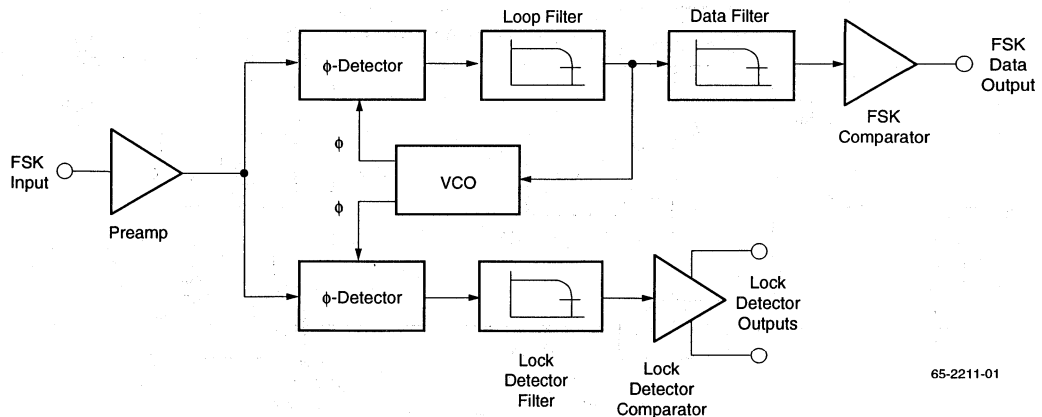 Loop Filter
Data Filter
φ-Detector
FSK
Data
Output
FSK
Comparator
φ
FSK
Input
VCO
φ
Preamp
φ-Detector
Lock
Detector
Outputs
Lock
Detector
Filter
Lock
Detector
Comparator
65-2211-01